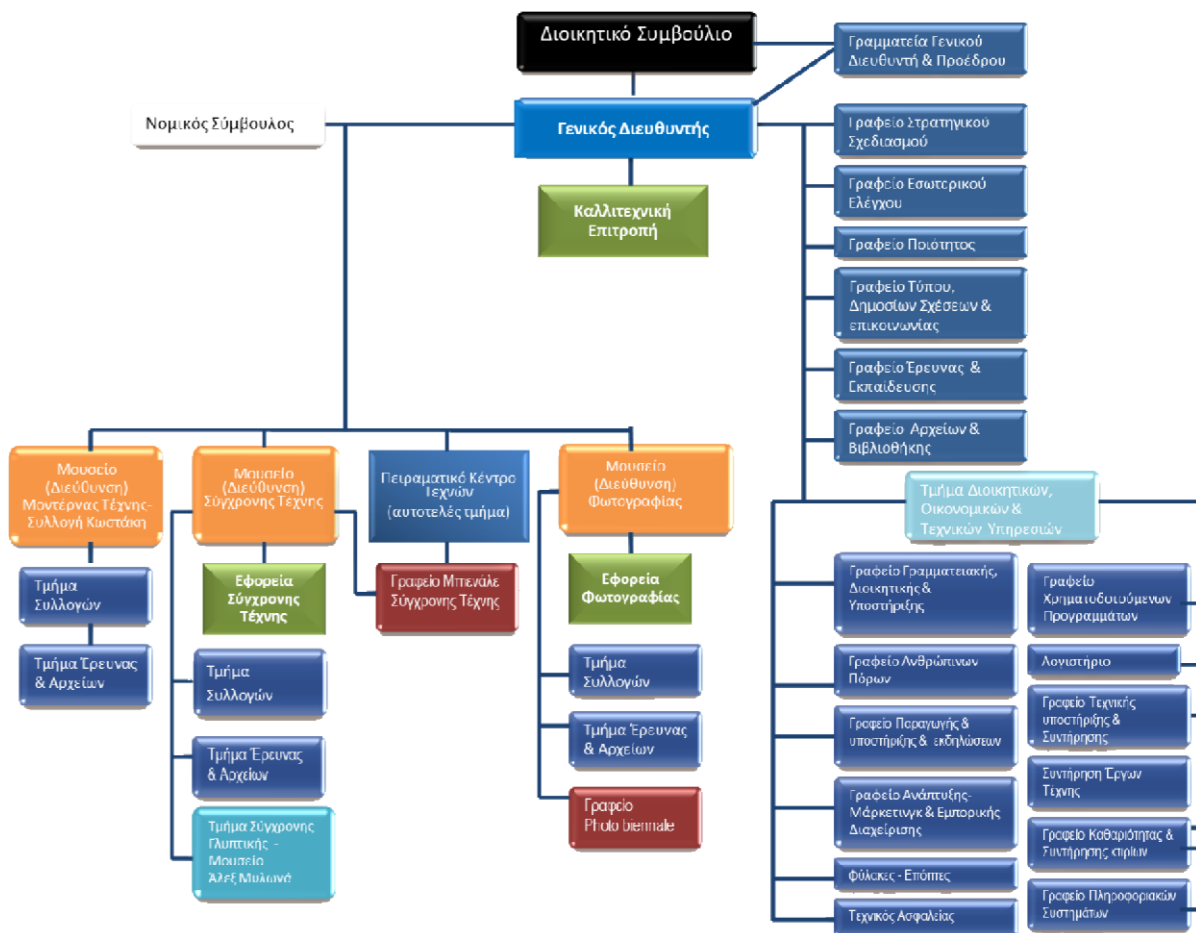 Διοικητικό Συμβούλιο
Γραμματεία Γενικού
Διευθυντή & Προέδρου
Νομικός Σύμβουλος
Γενικός Διευθυντής
Γραφείο Στρατηγικού
Σχεδιασμού
Καλλιτεχνική
Επιτροπή
Γραφείο Εσωτερικού
Ελέγχου
Γραφείο Ποιότητος
Γραφείο Τύπου,
Δημοσίων Σχέσεων &
επικοινωνίας
Γραφείο Έρευνας &
Εκπαίδευσης
Γραφείο Αρχείων &
Βιβλιοθήκης
Μουσείο
(Διεύθυνση)
Μοντέρνας Τέχνης-
Συλλογή Κωστάκη
Τμήμα
Συλλογών
Τμήμα Έρευνας
& Αρχείων
Μουσείο
(Διεύθυνση)
Σύγχρονης Τέχνης
Εφορεία
Σύγχρονης
Τέχνης
Τμήμα
Συλλογών
Τμήμα Έρευνας
& Αρχείων
Τμήμα Σύγχρονης
Γλυπτικής -
Μουσείο
Άλεξ Μυλωνά
Πειραματικό Κέντρο
Τεχνών
(αυτοτελές τμήμα)
Γραφείο Μπενάλε
Σύγχρονης Τέχνης
Μουσείο
(Διεύθυνση)
Φωτογραφίας
Εφορεία
Φωτογραφίας
Τμήμα
Συλλογών
Τμήμα Έρευνας
& Αρχείων
Γραφείο
Photo biennale
Τμήμα Διοικητικών,
Οικονομικών &
Τεχνικών Υπηρεσιών
Γραφείο Γραμματειακής,
Διοικητικής &
Υποστήριξης
Γραφείο Ανθρώπινων
Πόρων
Γραφείο Παραγωγής &
υποστήριξης & εκδηλώσεων
Γραφείο Ανάπτυξης-
Μάρκετινγκ & Εμπορικής
Διαχείρισης
Φύλακες - Επόπτες
Τεχνικός Ασφαλείας
Γραφείο
Χρηματοδοτούμενων
Προγραμμάτων
Λογιστήριο
Γραφείο Τεχνικής
υποστήριξης &
Συντήρησης
Συντήρηση Έργων
Τέχνης
Γραφείο Καθαριότητας &
Συντήρησης κτιρίων
Γραφείο Πληροφοριακών
Συστημάτων